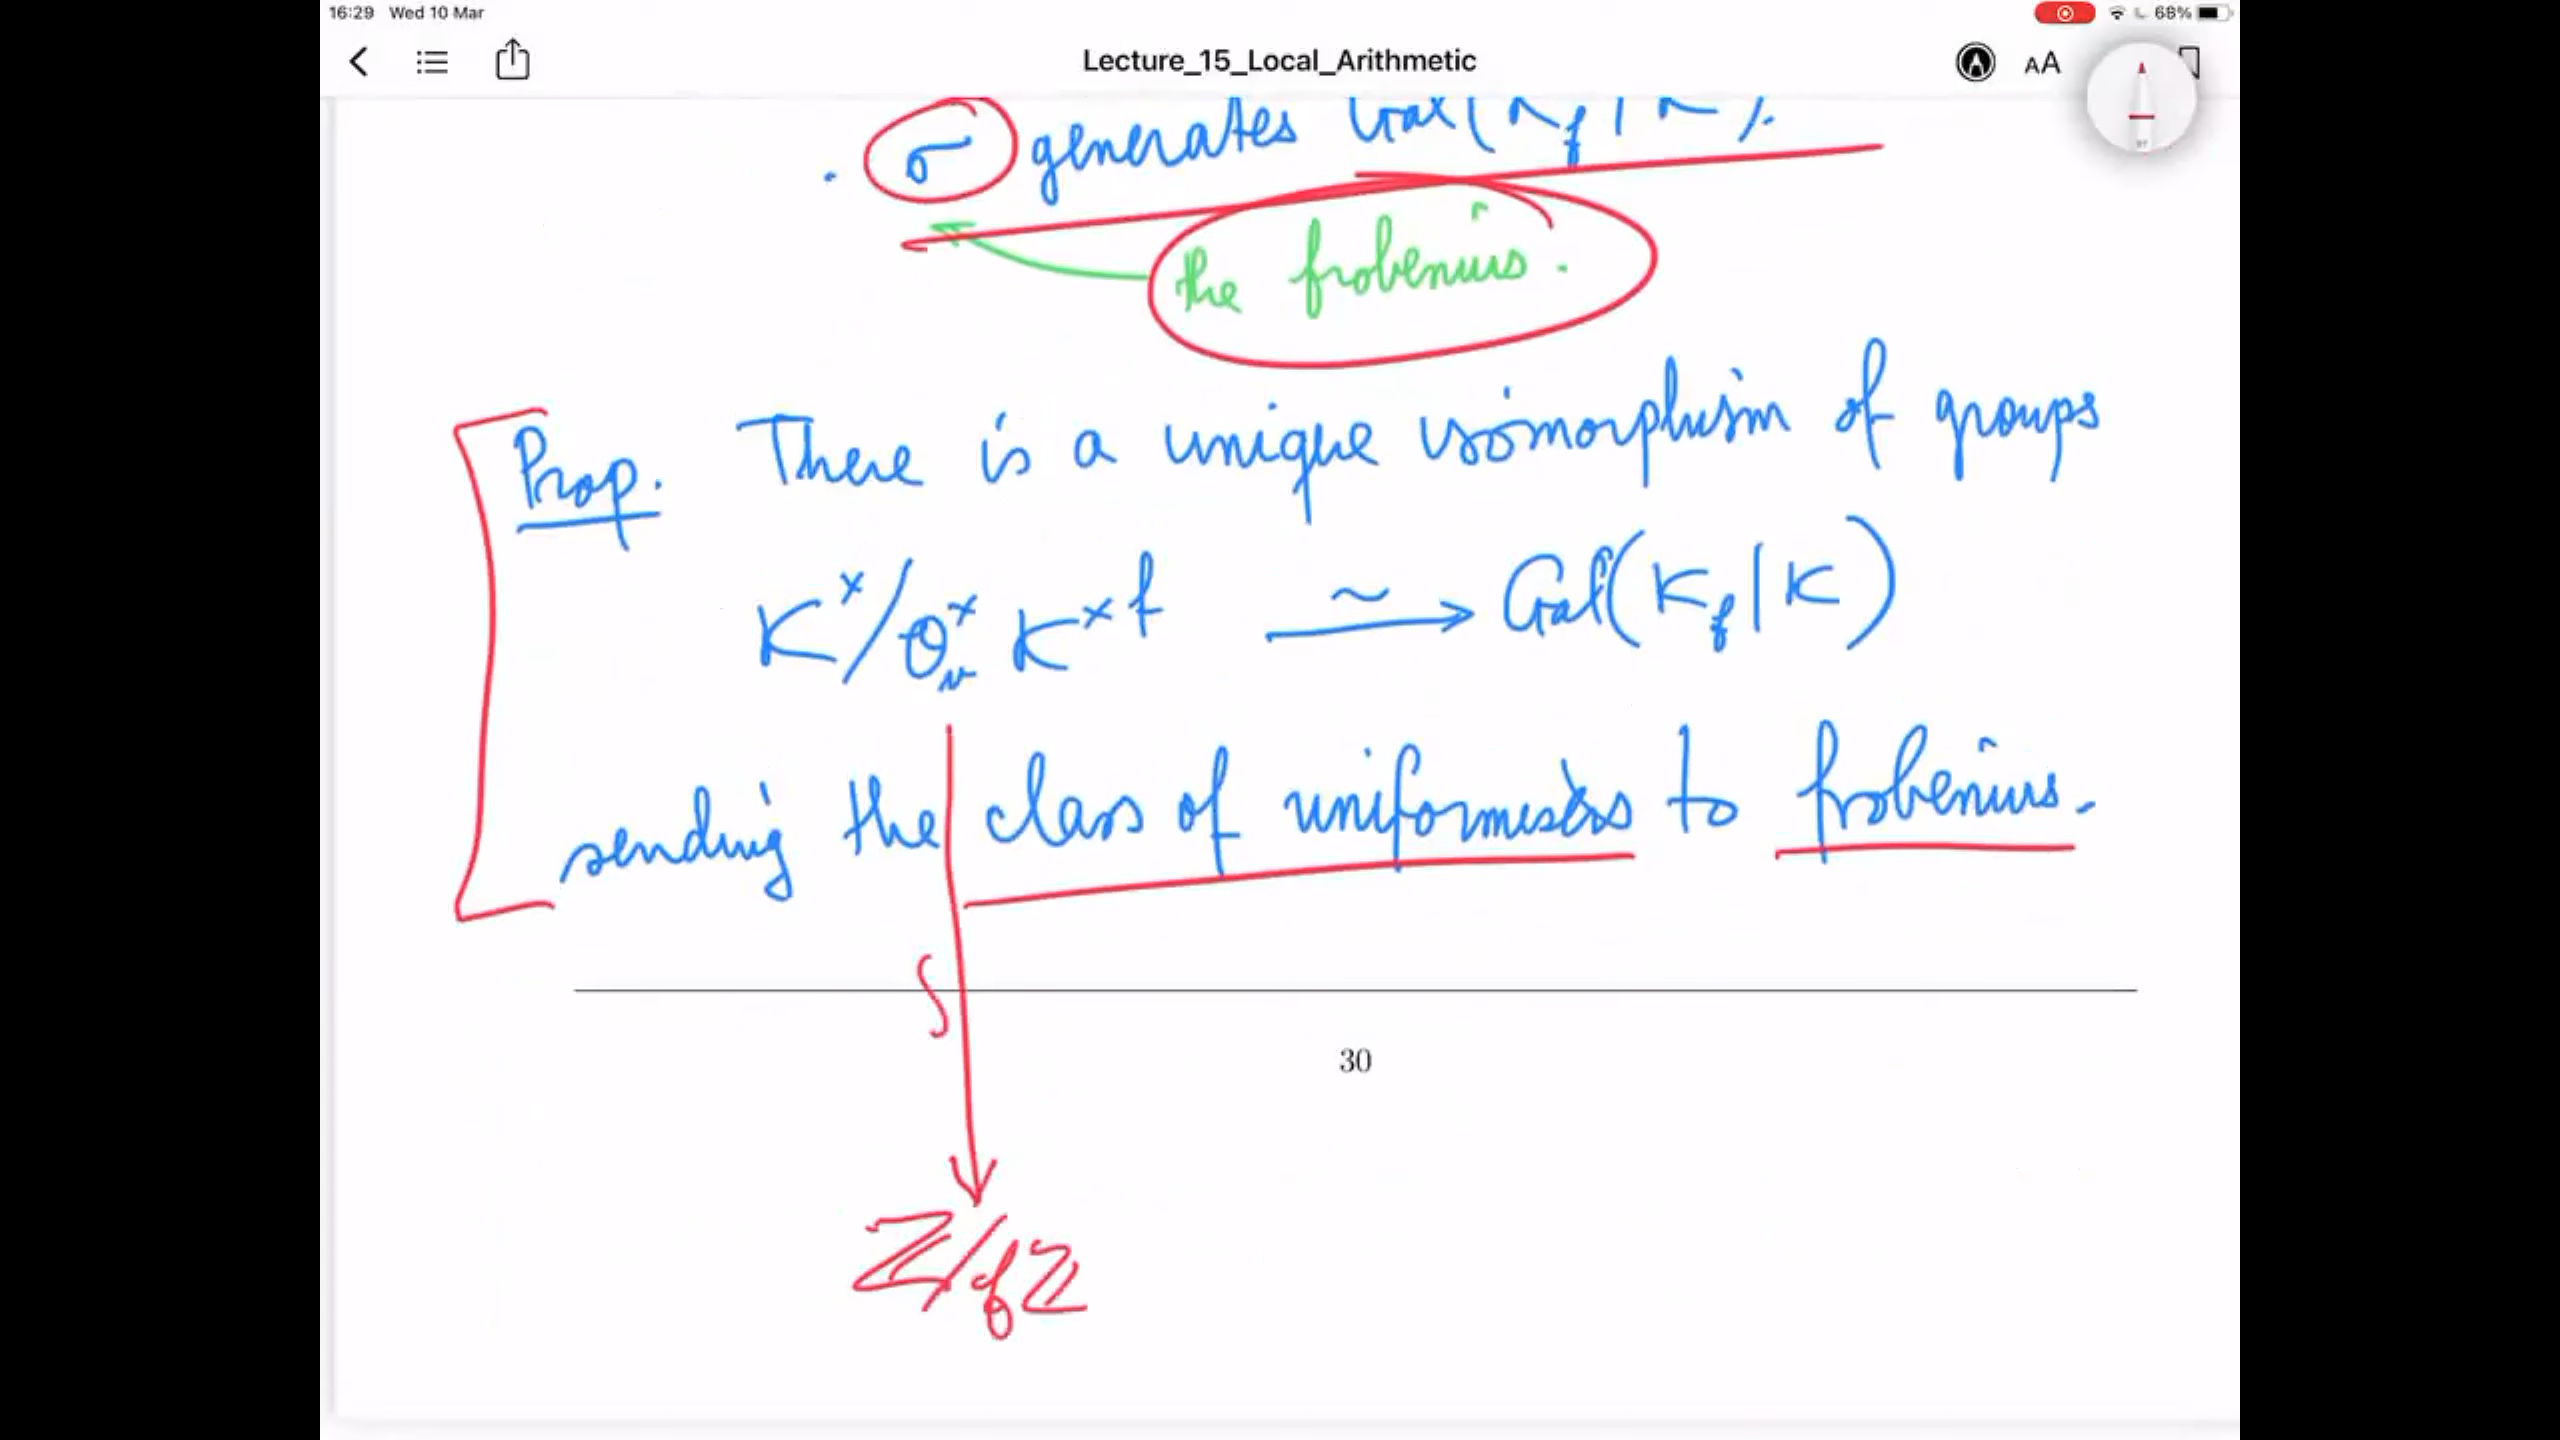 16:29 Wed 10 Mar 68%
Lecture_15_Local_Arithmetic
AA
. σ generates Gal(K_f | K).
the frobenius.
Prop. There is a unique isomorphism of groups
K^×/O_v^× K^×f ~→ Gal(K_f | K)
sending the class of uniformisers to frobenius.
30
Z/fZ